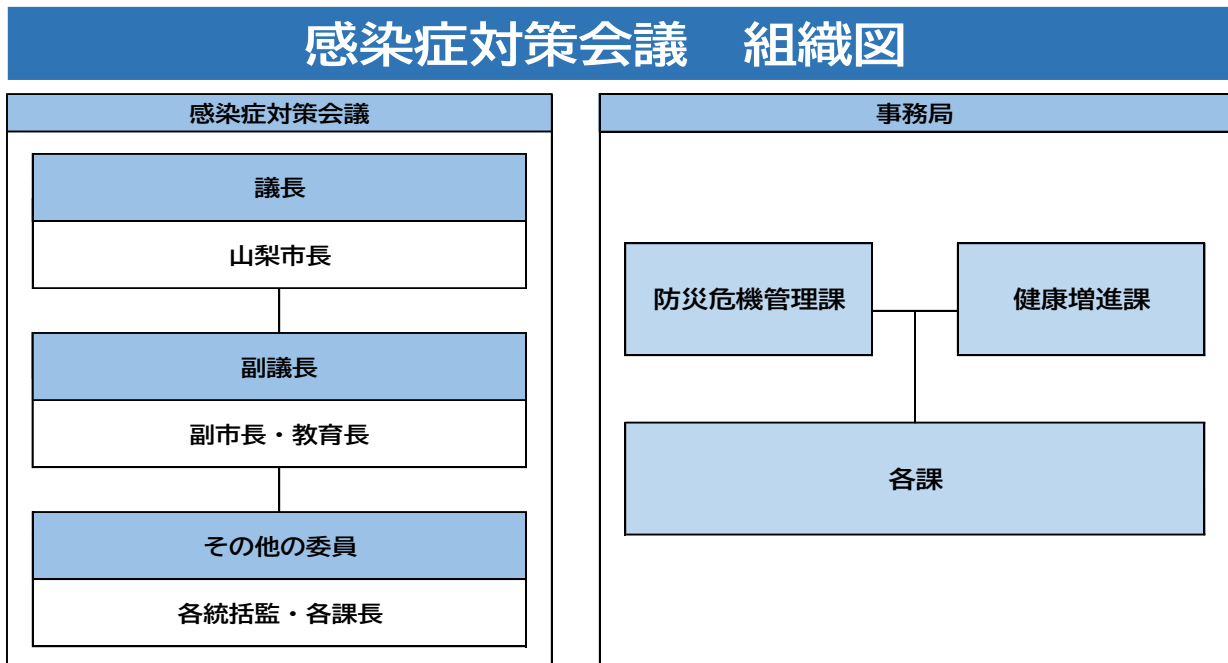 感染症対策会議　組織図
感染症対策会議
議長
山梨市長
副議長
副市長・教育長
その他の委員
各統括監・各課長
事務局
防災危機管理課
健康増進課
各課